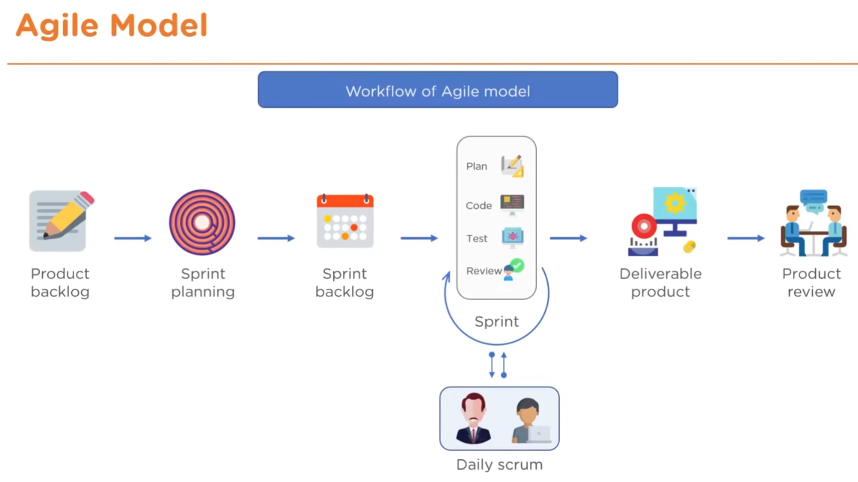 Agile Model
Workflow of Agile model
Product
backlog
Sprint
planning
Sprint
backlog
Plan
Code
Test
Review
Sprint
Deliverable
product
Product
review
Daily scrum